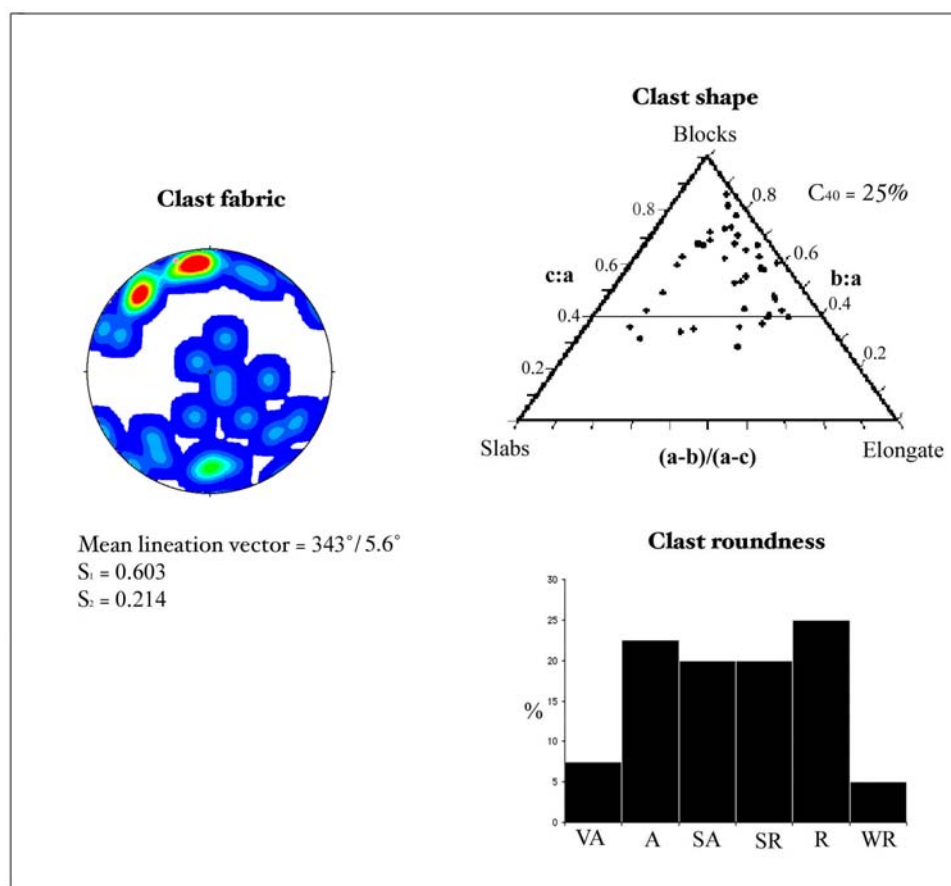 Clast fabric
Mean lineation vector = 343°/5.6°
S₁ = 0.603
S₂ = 0.214
Clast shape
Blocks
C₄₀ = 25%
0.8
0.8
0.6
0.6
c:a
b:a
0.4
0.4
0.2
0.2
Slabs
(a-b)/(a-c)
Elongate
Clast roundness
30
25
20
15
%
10
5
0
VA A SA SR R WR